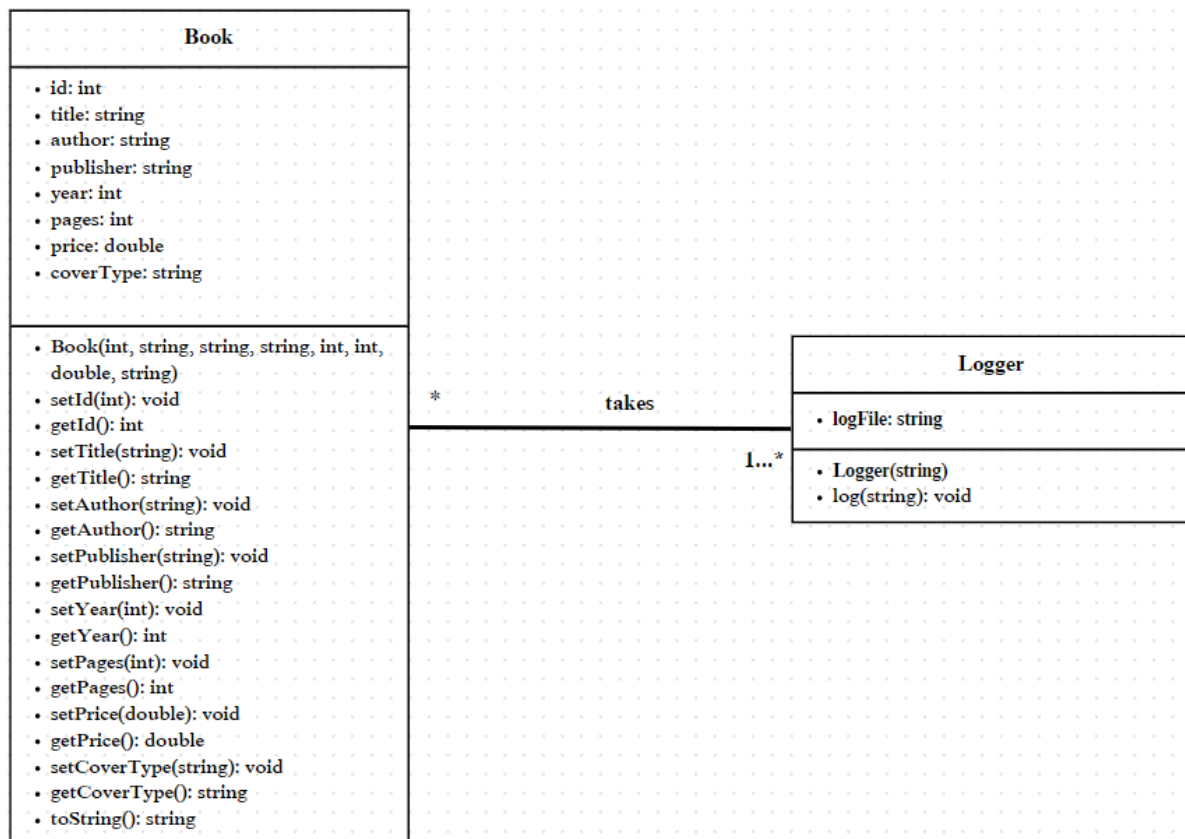 Book
• id: int
• title: string
• author: string
• publisher: string
• year: int
• pages: int
• price: double
• coverType: string
• Book(int, string, string, string, int, int,
double, string)
• setId(int): void
• getId(): int
• setTitle(string): void
• getTitle(): string
• setAuthor(string): void
• getAuthor(): string
• setPublisher(string): void
• getPublisher(): string
• setYear(int): void
• getYear(): int
• setPages(int): void
• getPages(): int
• setPrice(double): void
• getPrice(): double
• setCoverType(string): void
• getCoverType(): string
• toString(): string
*
takes
1...*
Logger
• logFile: string
• Logger(string)
• log(string): void